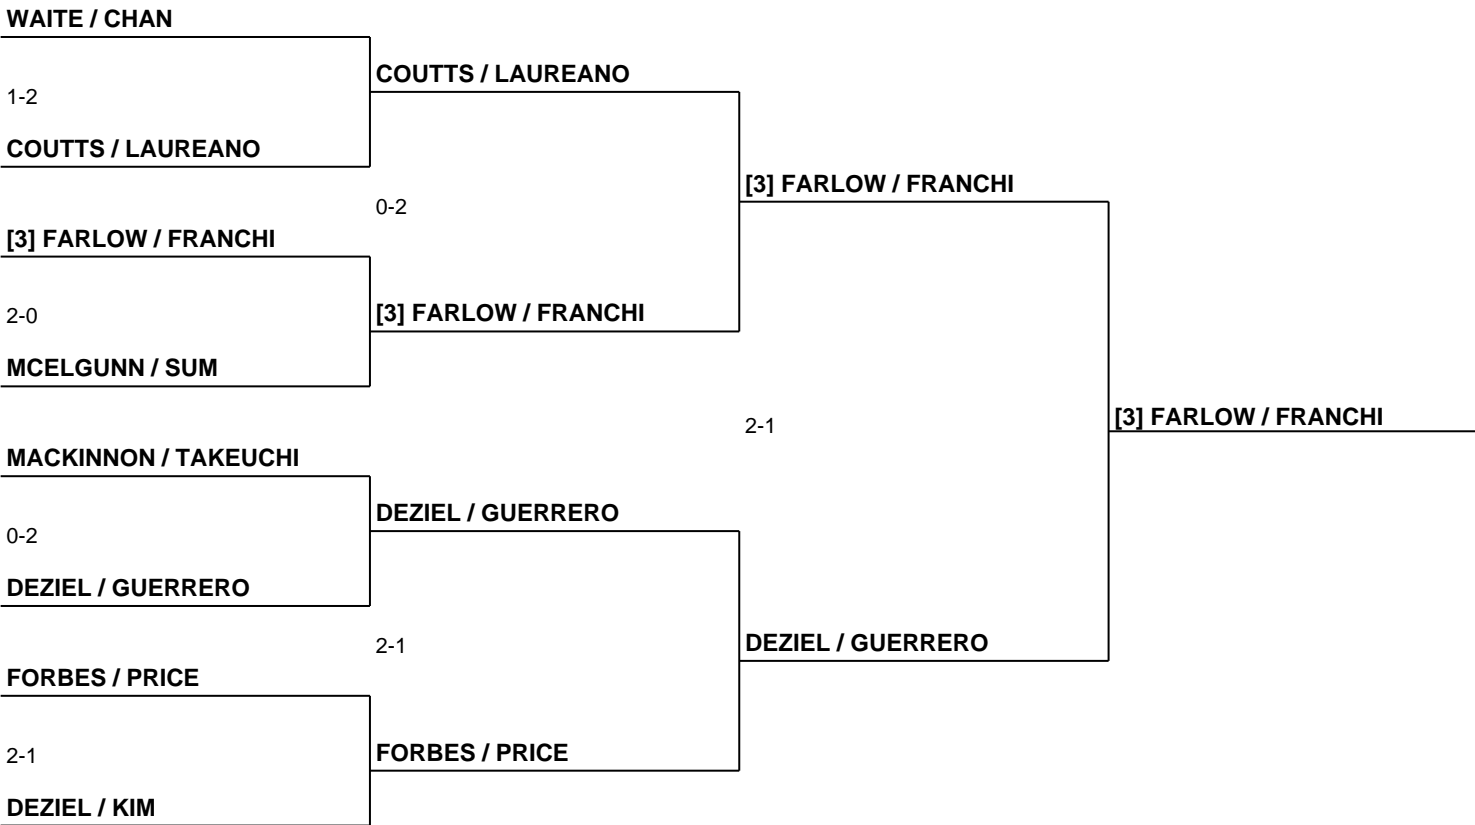 WAITE / CHAN
1-2
COUTTS / LAUREANO
[3] FARLOW / FRANCHI
2-0
MCELGUNN / SUM
MACKINNON / TAKEUCHI
0-2
DEZIEL / GUERRERO
FORBES / PRICE
2-1
DEZIEL / KIM
COUTTS / LAUREANO
0-2
[3] FARLOW / FRANCHI
DEZIEL / GUERRERO
2-1
FORBES / PRICE
[3] FARLOW / FRANCHI
2-1
DEZIEL / GUERRERO
[3] FARLOW / FRANCHI